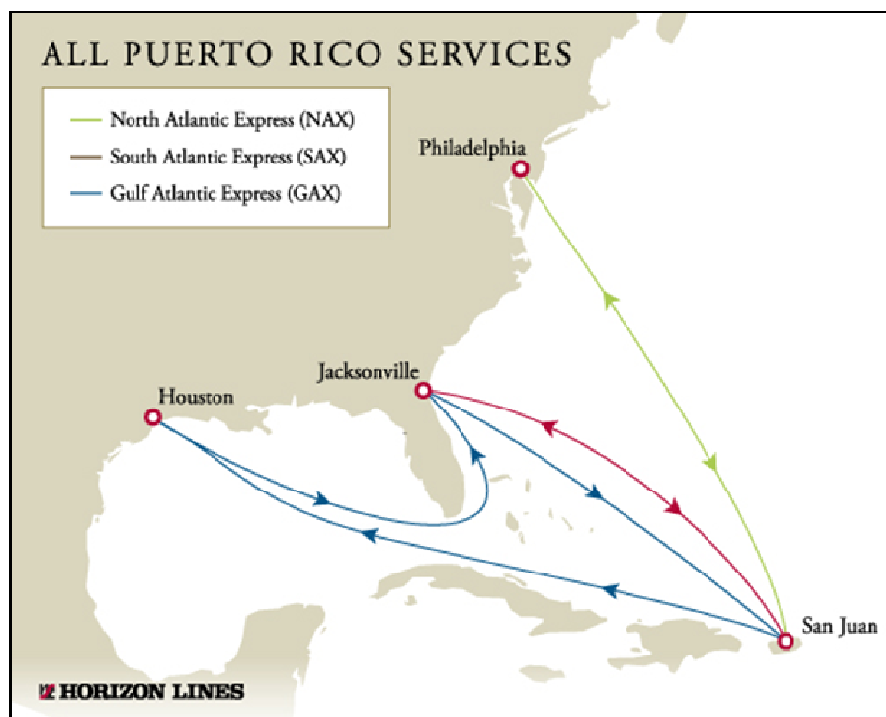 ALL PUERTO RICO SERVICES
North Atlantic Express (NAX)
South Atlantic Express (SAX)
Gulf Atlantic Express (GAX)
Philadelphia
Jacksonville
Houston
San Juan
HORIZON LINES